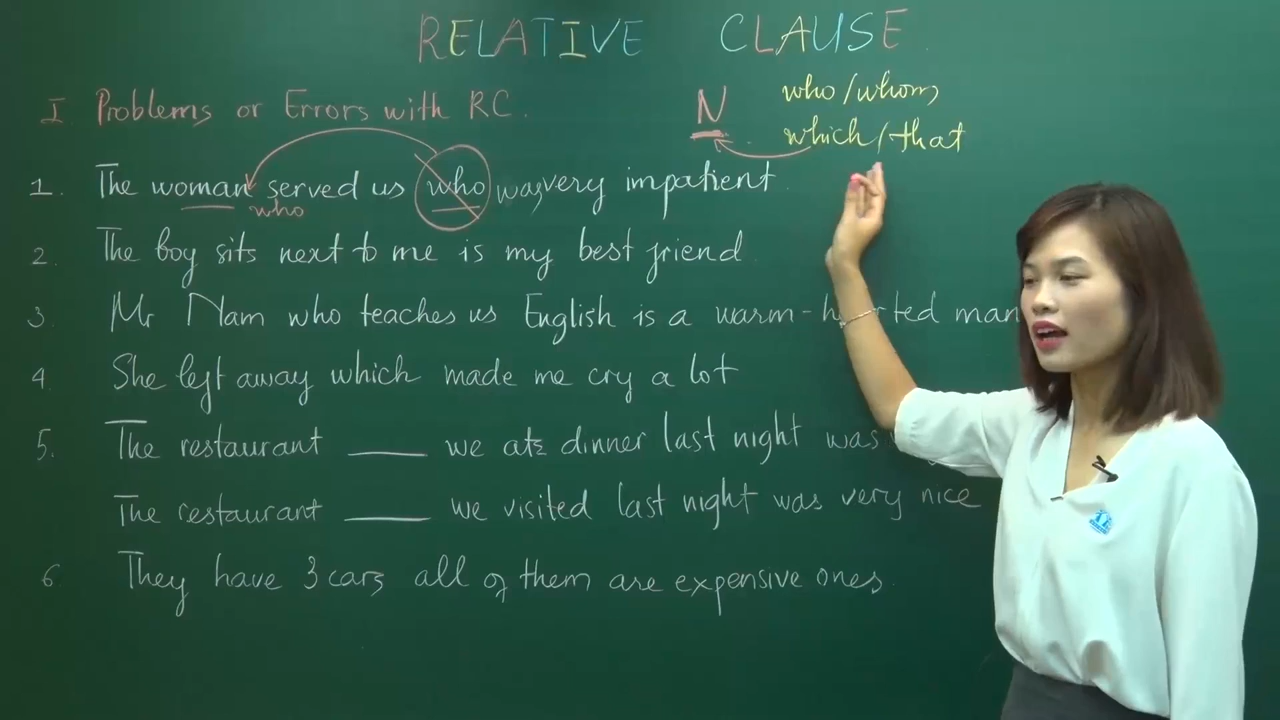 RELATIVE CLAUSE
I. Problems or Errors with RC.
N who/whom,
which/that
1. The woman served us who was very impatient.
who
2. The boy sits next to me is my best friend.
3. Mr Nam who teaches us English is a warm-hearted man
4. She left away which made me cry a lot
5. The restaurant ____ we ate dinner last night was
The restaurant ____ we visited last night was very nice
6. They have 3 cars all of them are expensive ones.